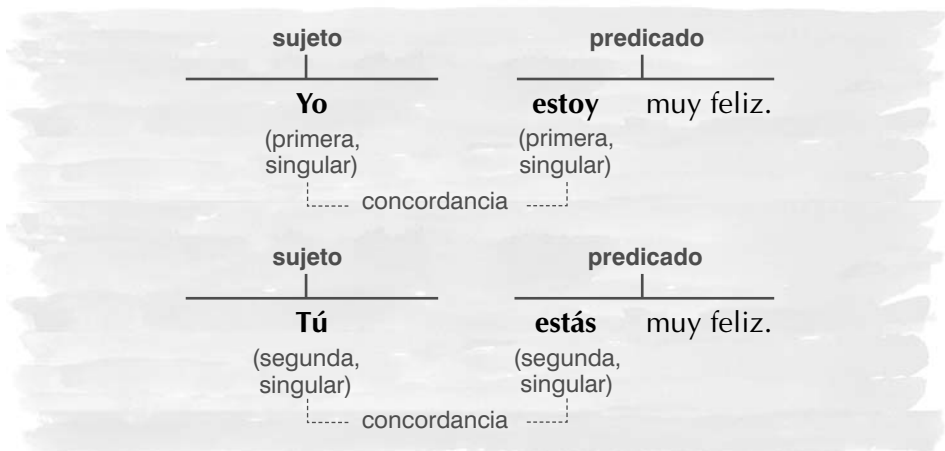 sujeto predicado
Yo estoy muy feliz.
(primera, (primera,
singular) singular)
concordancia
sujeto predicado
Tú estás muy feliz.
(segunda, (segunda,
singular) singular)
concordancia